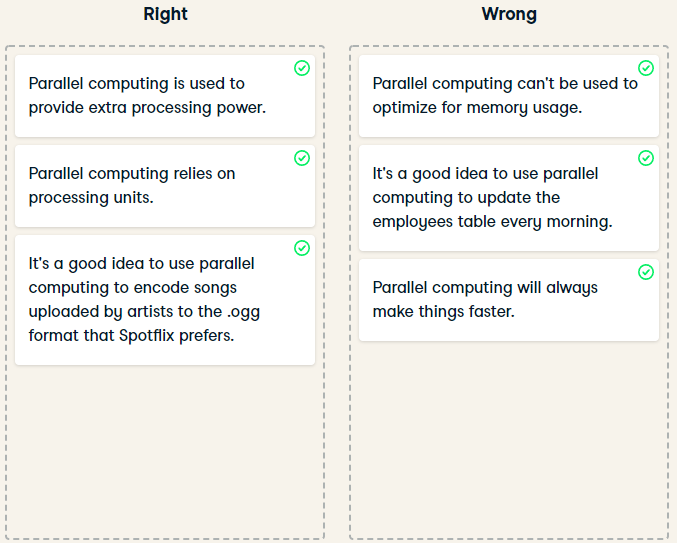 Right
Parallel computing is used to
provide extra processing power.
Parallel computing relies on
processing units.
It's a good idea to use parallel
computing to encode songs
uploaded by artists to the .ogg
format that Spotflix prefers.
Wrong
Parallel computing can't be used to
optimize for memory usage.
It's a good idea to use parallel
computing to update the
employees table every morning.
Parallel computing will always
make things faster.